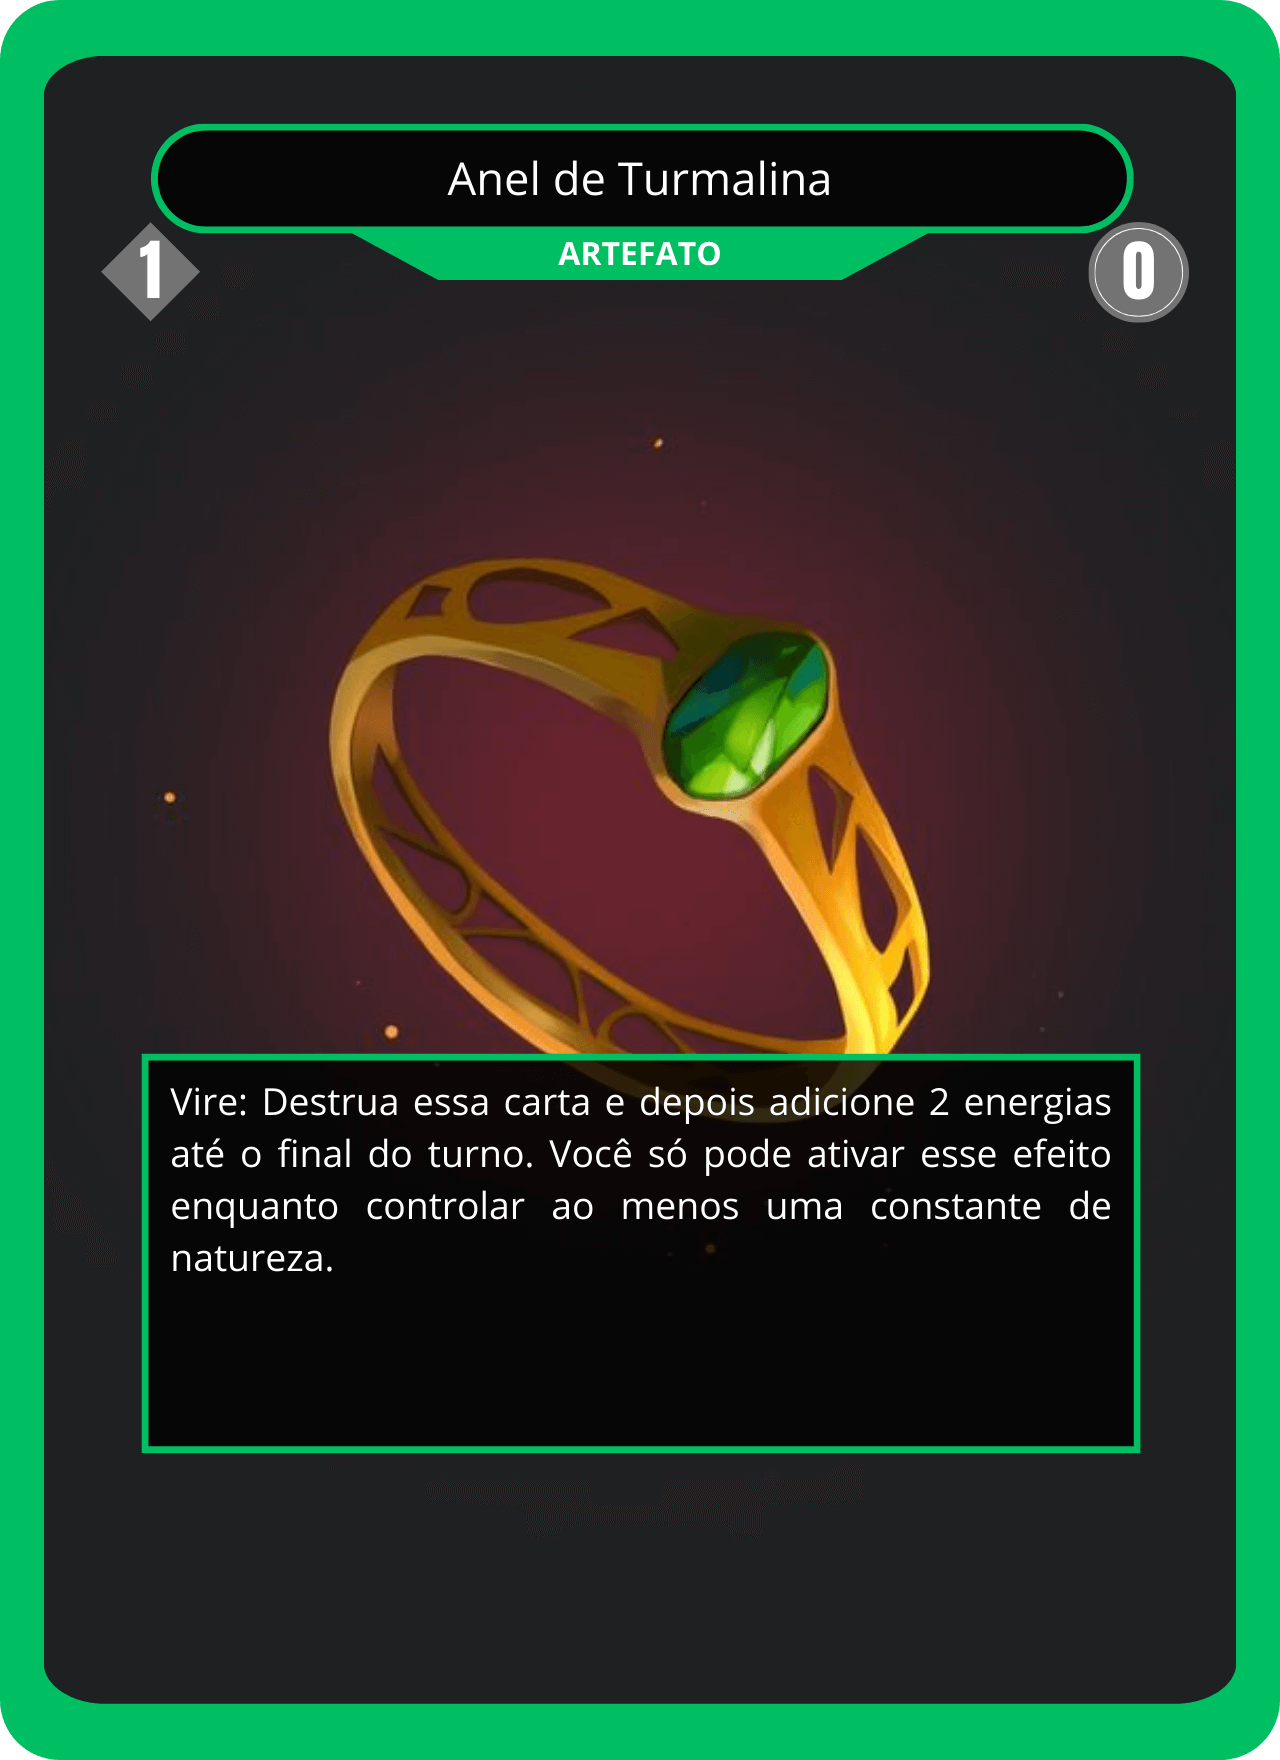 Anel de Turmalina
ARTEFATO
1
0
Vire: Destrua essa carta e depois adicione 2 energias
até o final do turno. Você só pode ativar esse efeito
enquanto controlar ao menos uma constante de
natureza.